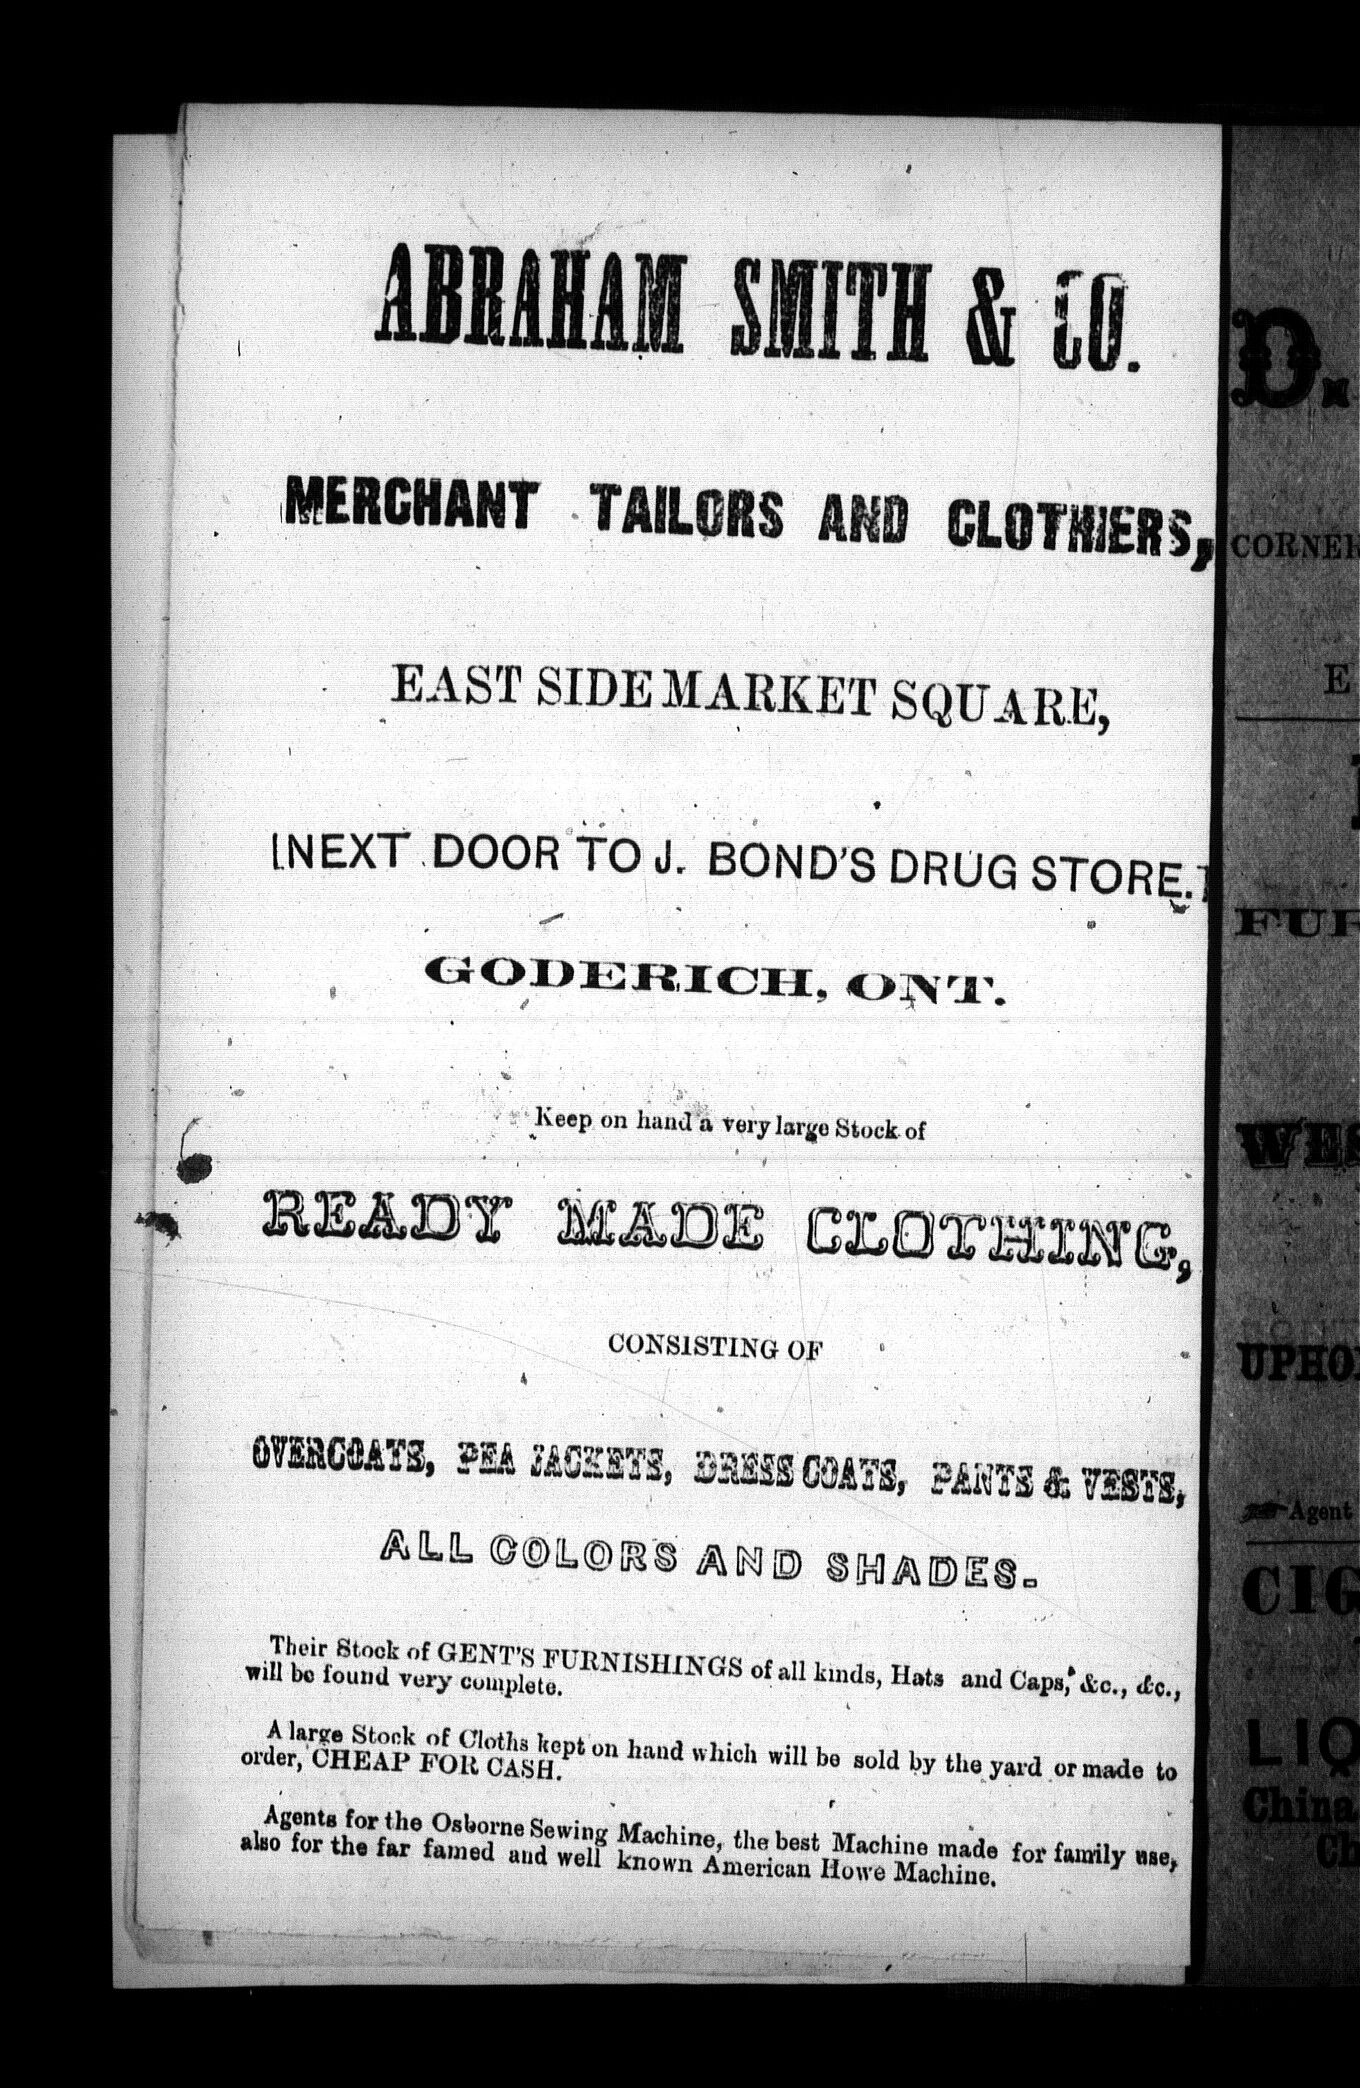 ABRAHAM SMITH & CO.
MERCHANT TAILORS AND CLOTHIERS,
EAST SIDE MARKET SQUARE,
[NEXT DOOR TO J. BOND'S DRUG STORE.]
GODERICH, ONT.
Keep on hand a very large Stock of
READY MADE CLOTHING,
CONSISTING OF
OVERCOATS, PEA JACKETS, DRESS COATS, PANTS & VESTS,
ALL COLORS AND SHADES.
Their Stock of GENT'S FURNISHINGS of all kinds, Hats and Caps, &c., &c.,
will be found very complete.
A large Stock of Cloths kept on hand which will be sold by the yard or made to
order, CHEAP FOR CASH.
Agents for the Osborne Sewing Machine, the best Machine made for family use,
also for the far famed and well known American Howe Machine.
D.
CORNER
E
FUR
WES
UPHO
Agent
CIG
LIQ
China
Ch